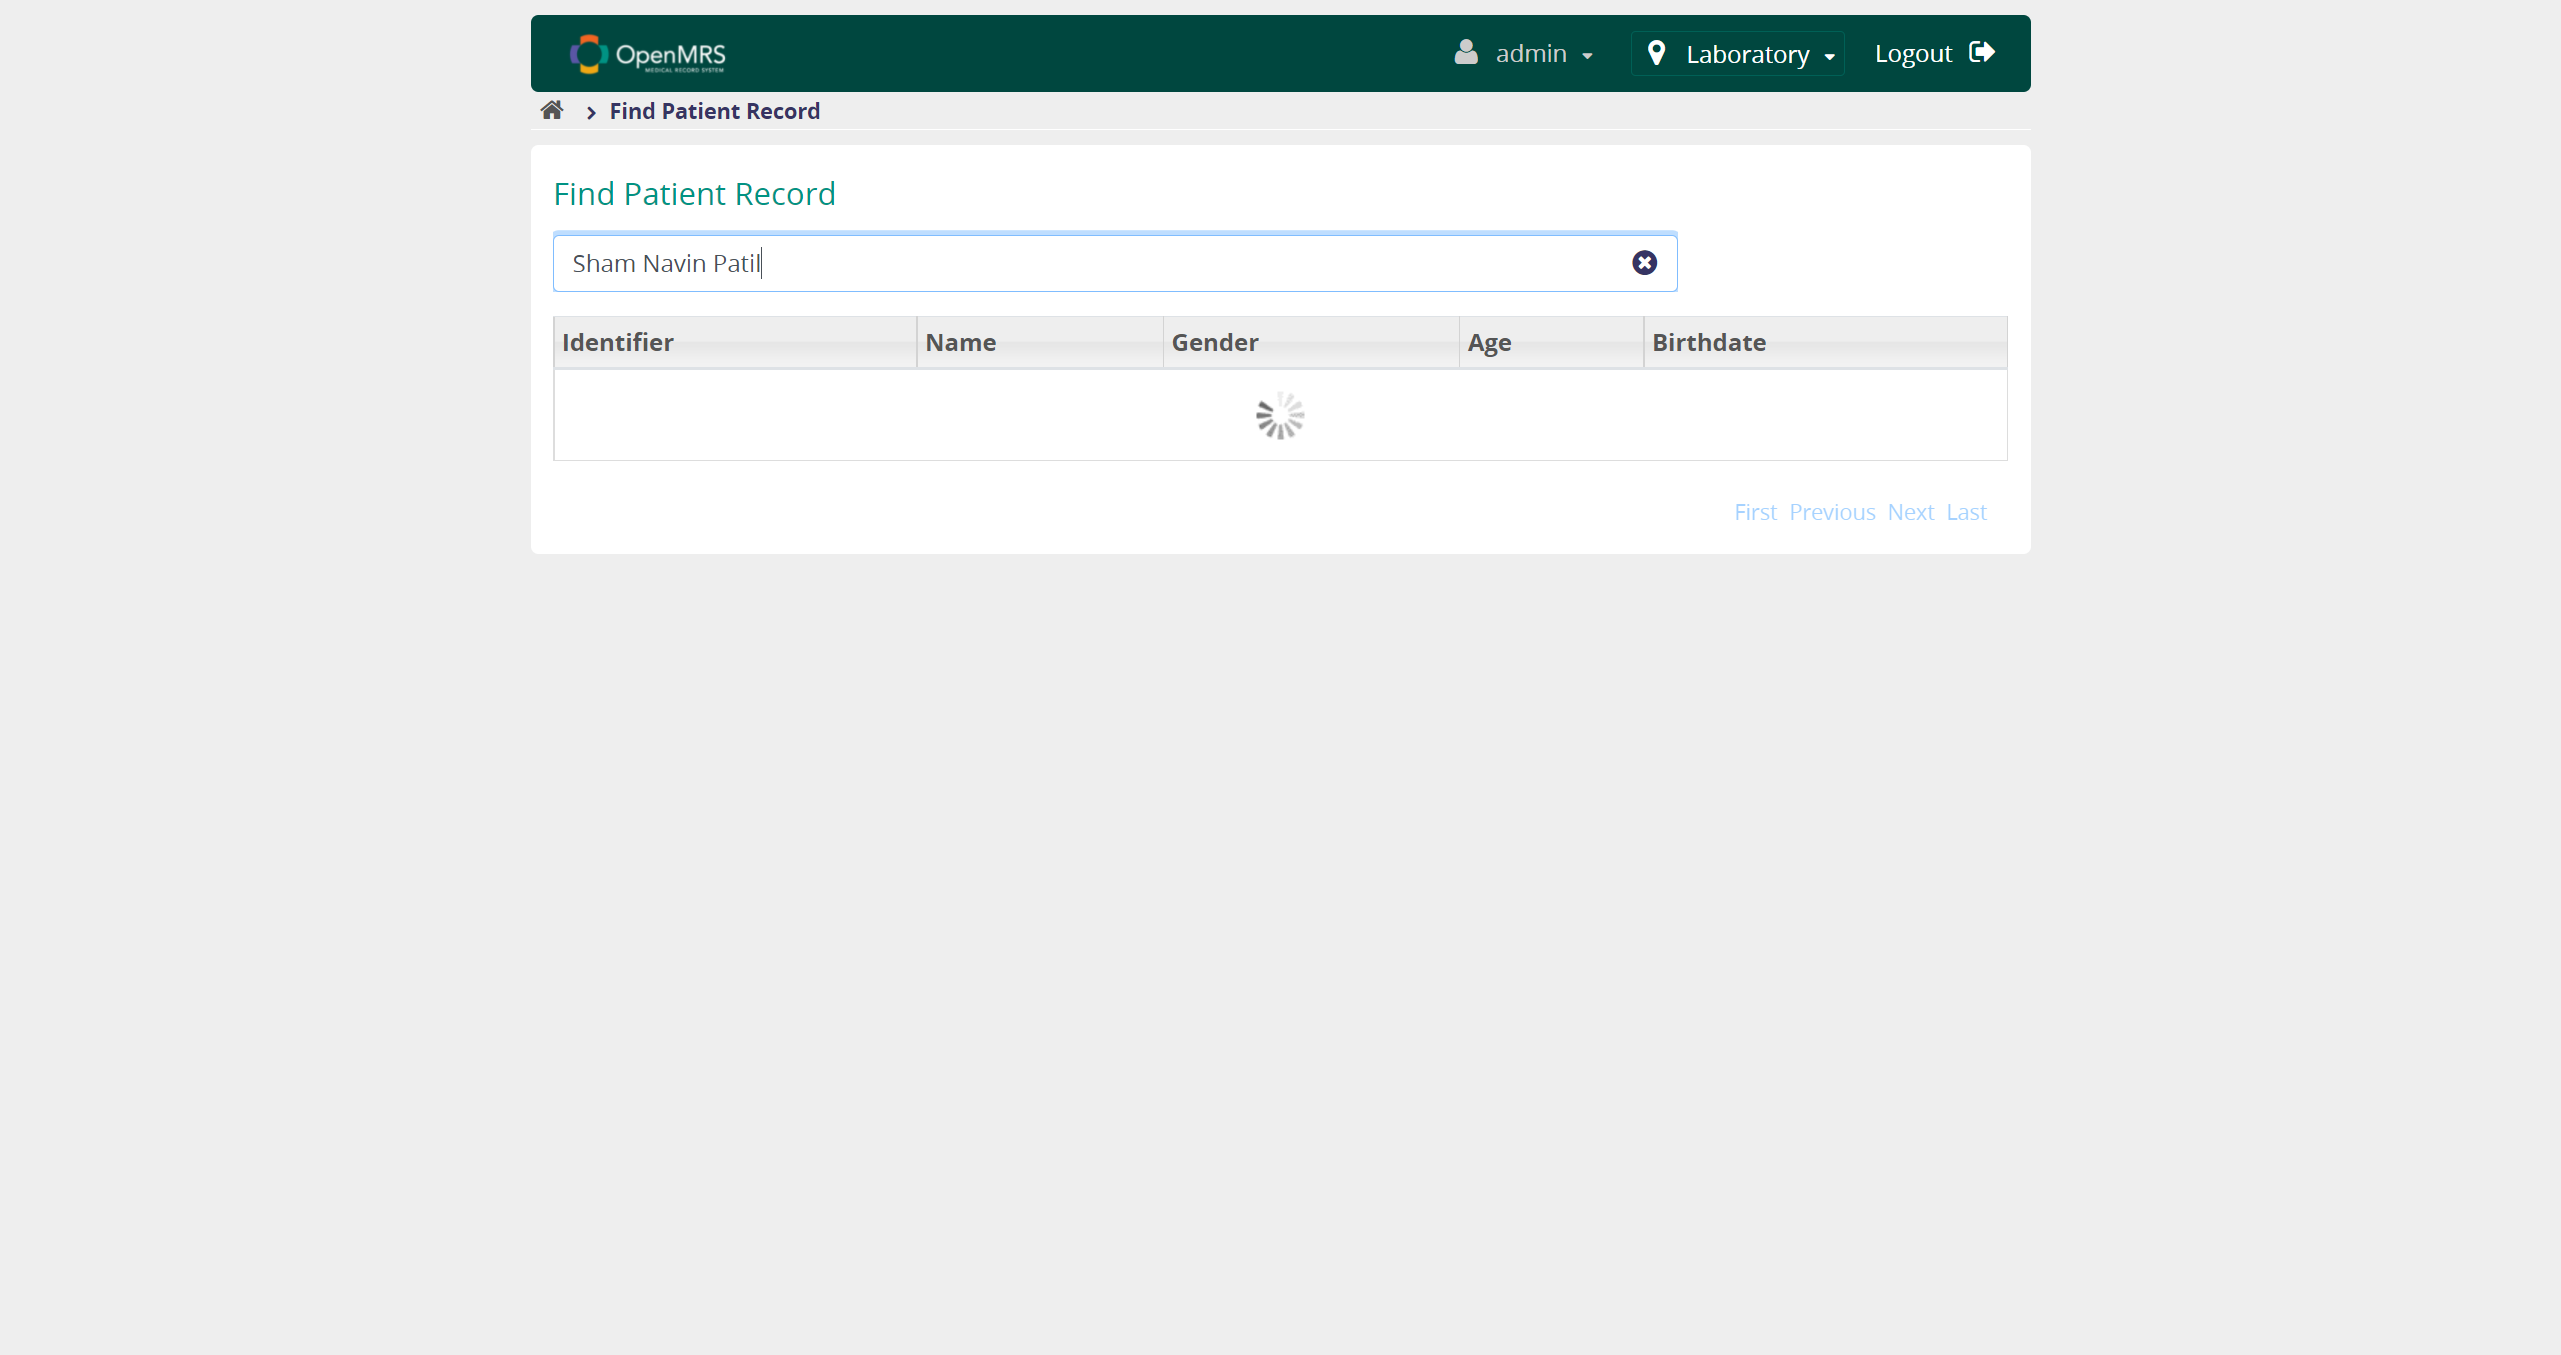 OpenMRS
MEDICAL RECORD SYSTEM
admin
Laboratory
Logout
Find Patient Record
Find Patient Record
Sham Navin Patil
Identifier Name Gender Age Birthdate
First Previous Next Last